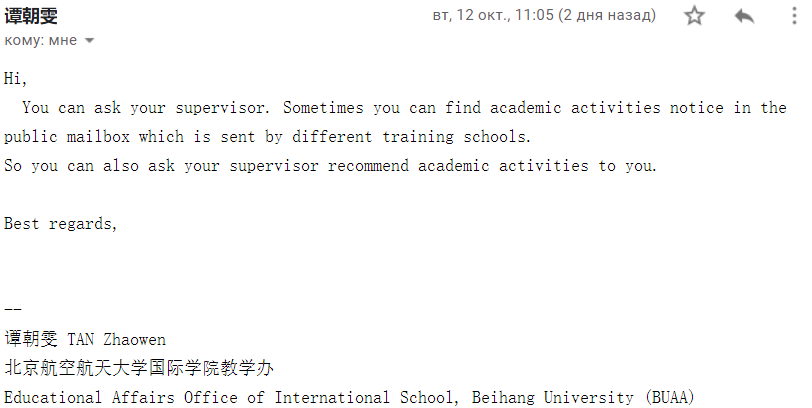 谭朝雯
вт, 12 окт., 11:05 (2 дня назад)
кому: мне
Hi,
You can ask your supervisor. Sometimes you can find academic activities notice in the
public mailbox which is sent by different training schools.
So you can also ask your supervisor recommend academic activities to you.
Best regards,
--
谭朝雯 TAN Zhaowen
北京航空航天大学国际学院教学办
Educational Affairs Office of International School, Beihang University (BUAA)